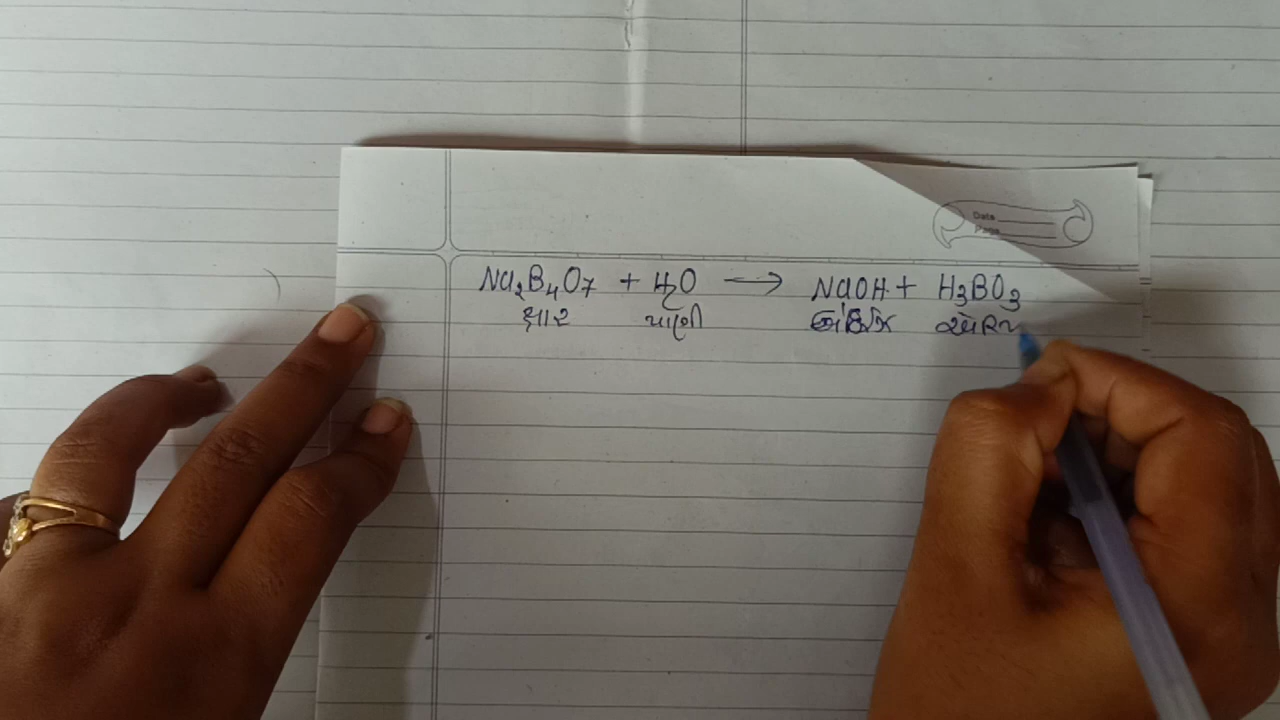 Date
Page
Na₂B₄O₇ + H₂O ⟶ NaOH + H₃BO₃
ક્ષાર પાણી